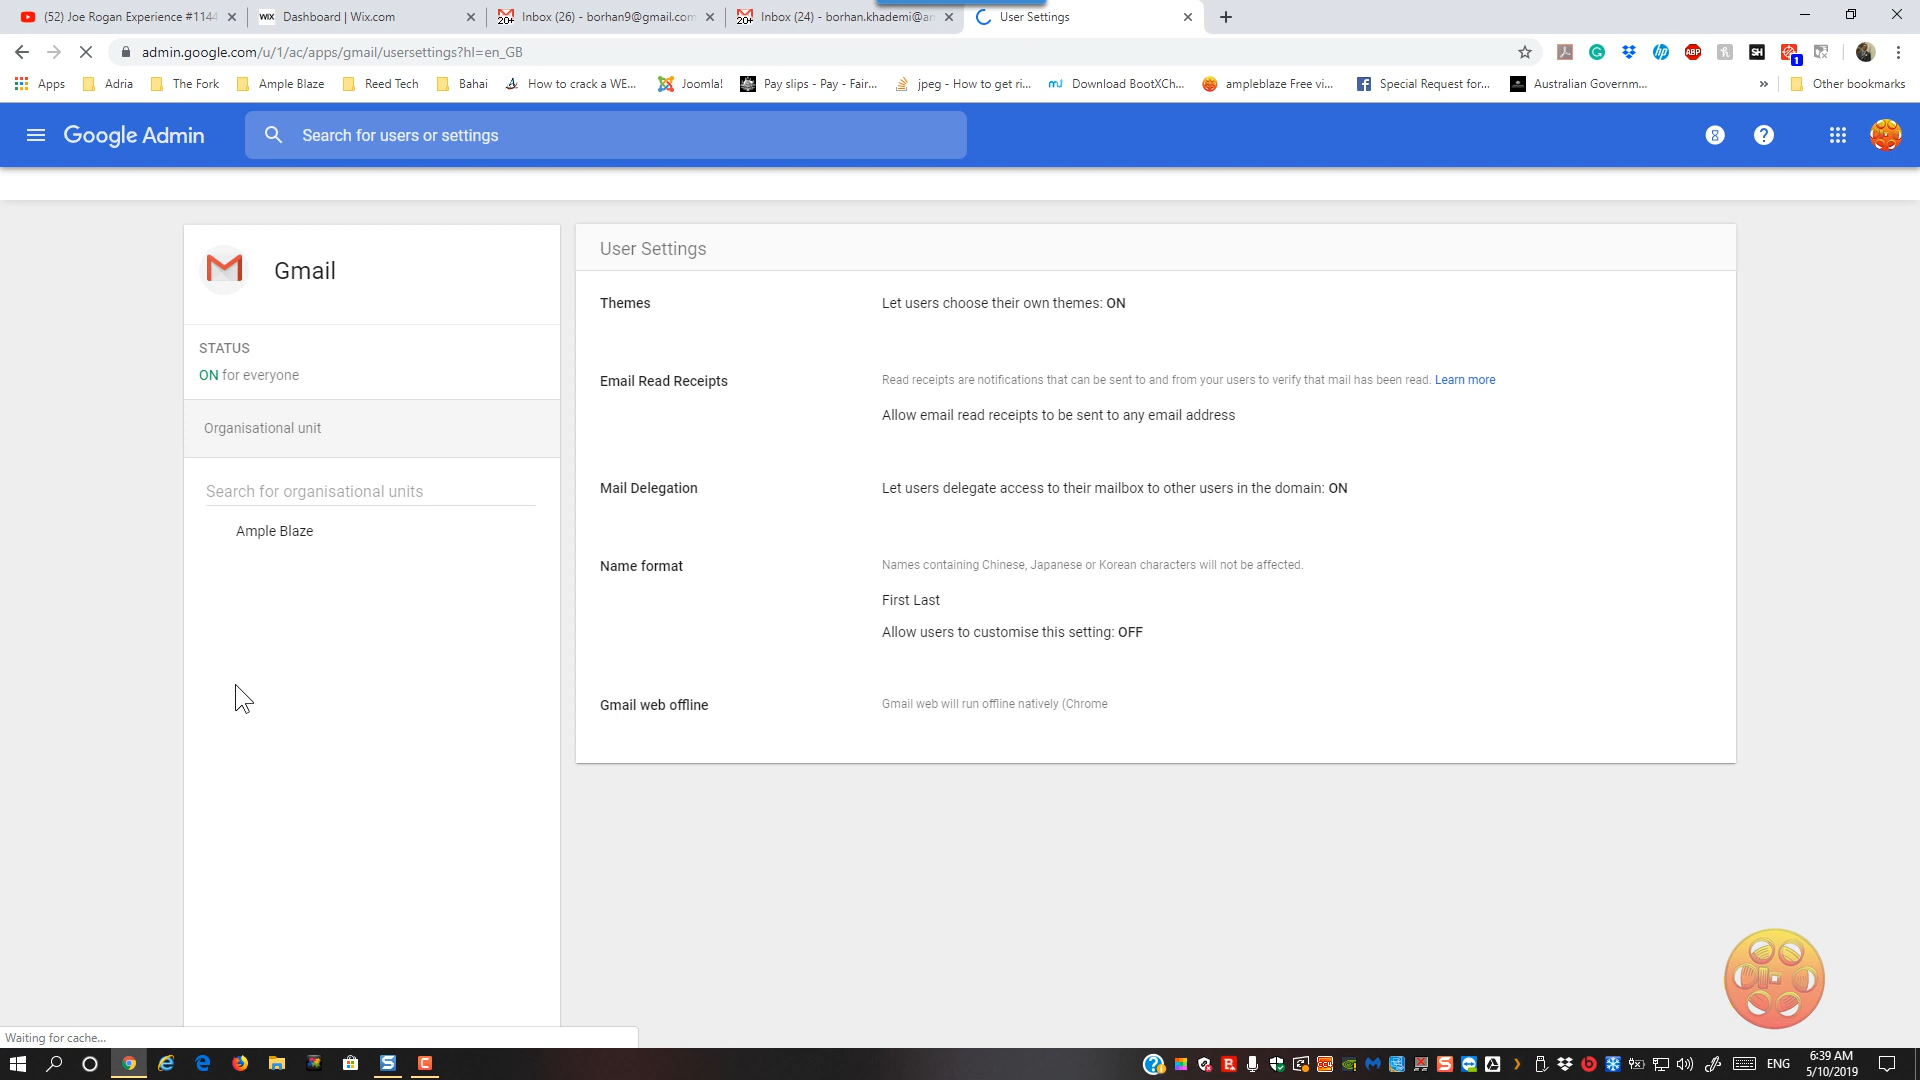 (52) Joe Rogan Experience #1144
Dashboard | Wix.com
Inbox (26) - borhan9@gmail.com
Inbox (24) - borhan.khademi@an
User Settings
admin.google.com/u/1/ac/apps/gmail/usersettings?hl=en_GB
Apps
Adria
The Fork
Ample Blaze
Reed Tech
Bahai
How to crack a WE...
Joomla!
Pay slips - Pay - Fair...
jpeg - How to get ri...
Download BootXCh...
ampleblaze Free vi...
Special Request for...
Australian Governm...
»
Other bookmarks
Google Admin
Search for users or settings
Gmail
STATUS
ON for everyone
Organisational unit
Search for organisational units
Ample Blaze
User Settings
Themes
Let users choose their own themes: ON
Email Read Receipts
Read receipts are notifications that can be sent to and from your users to verify that mail has been read. Learn more
Allow email read receipts to be sent to any email address
Mail Delegation
Let users delegate access to their mailbox to other users in the domain: ON
Name format
Names containing Chinese, Japanese or Korean characters will not be affected.
First Last
Allow users to customise this setting: OFF
Gmail web offline
Gmail web will run offline natively (Chrome
Waiting for cache...
ENG
6:39 AM
5/10/2019